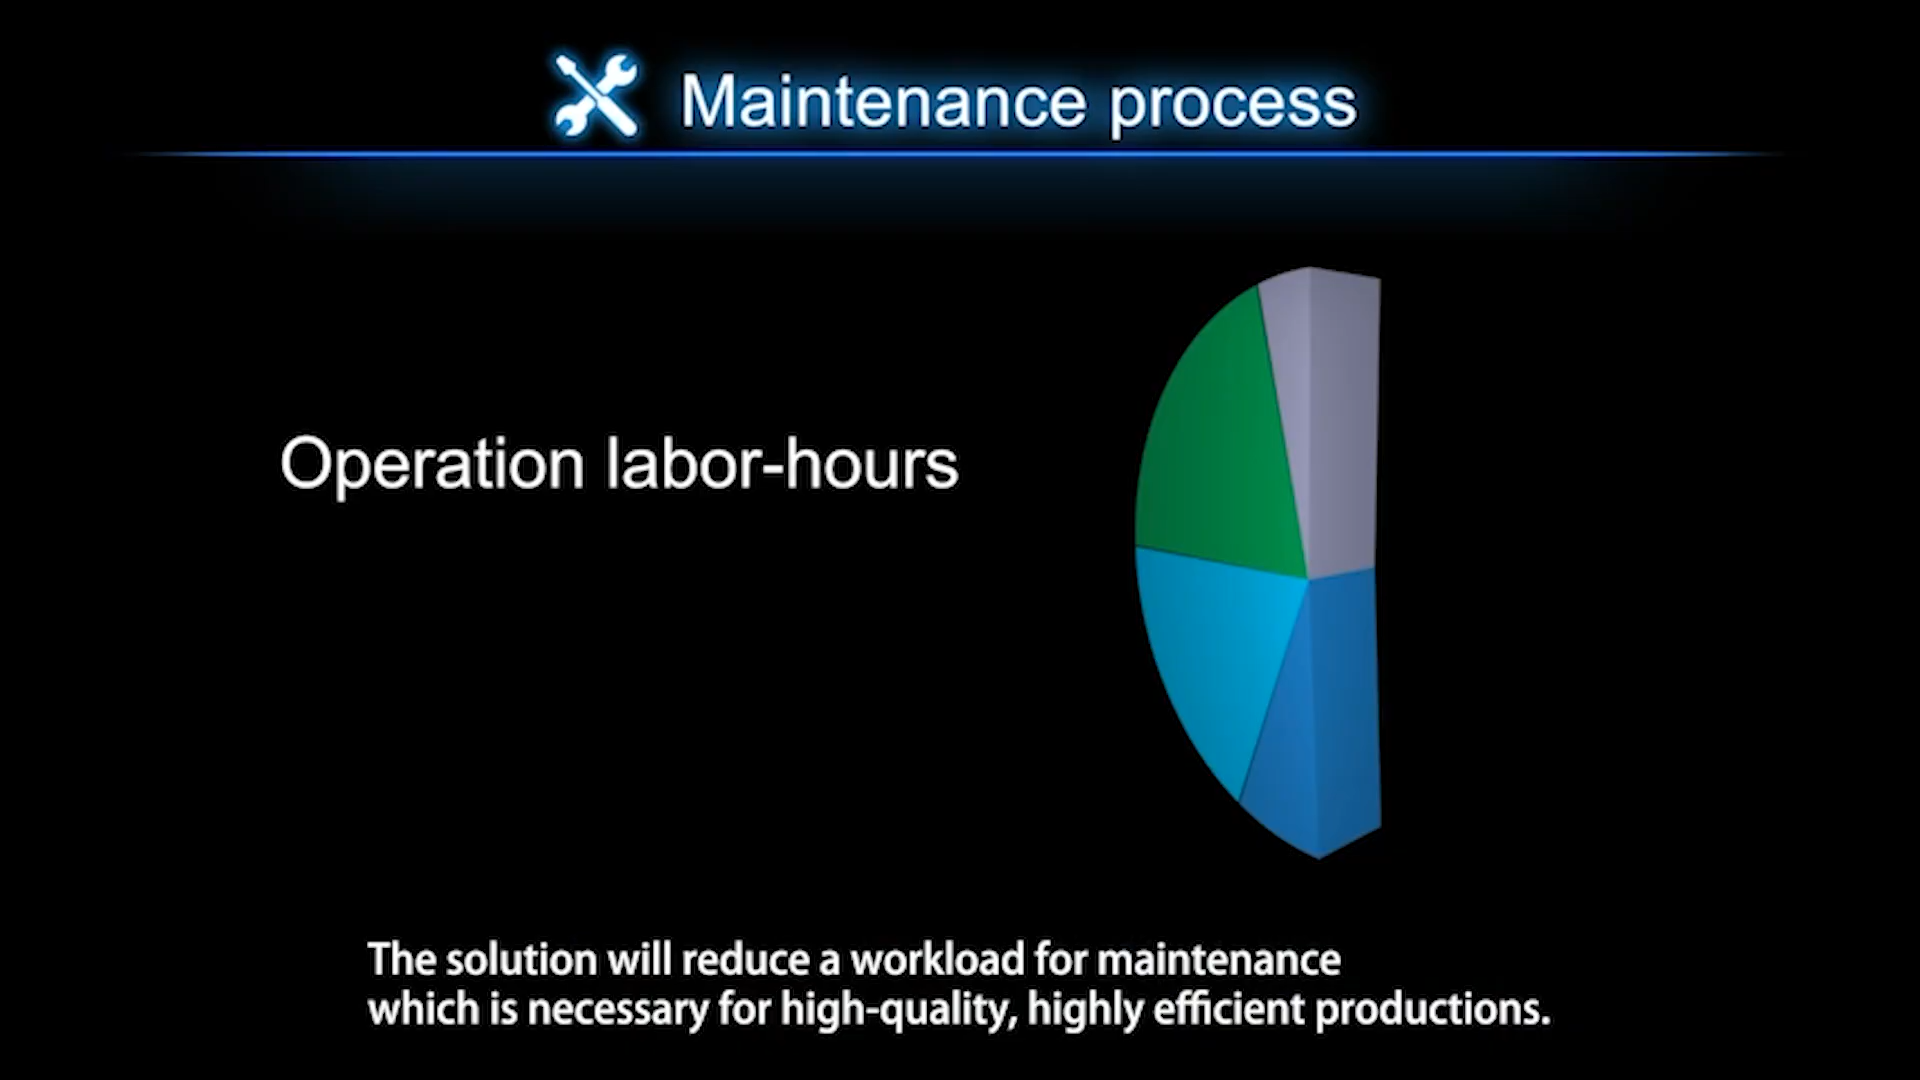 Maintenance process
Operation labor-hours
The solution will reduce a workload for maintenance
which is necessary for high-quality, highly efficient productions.